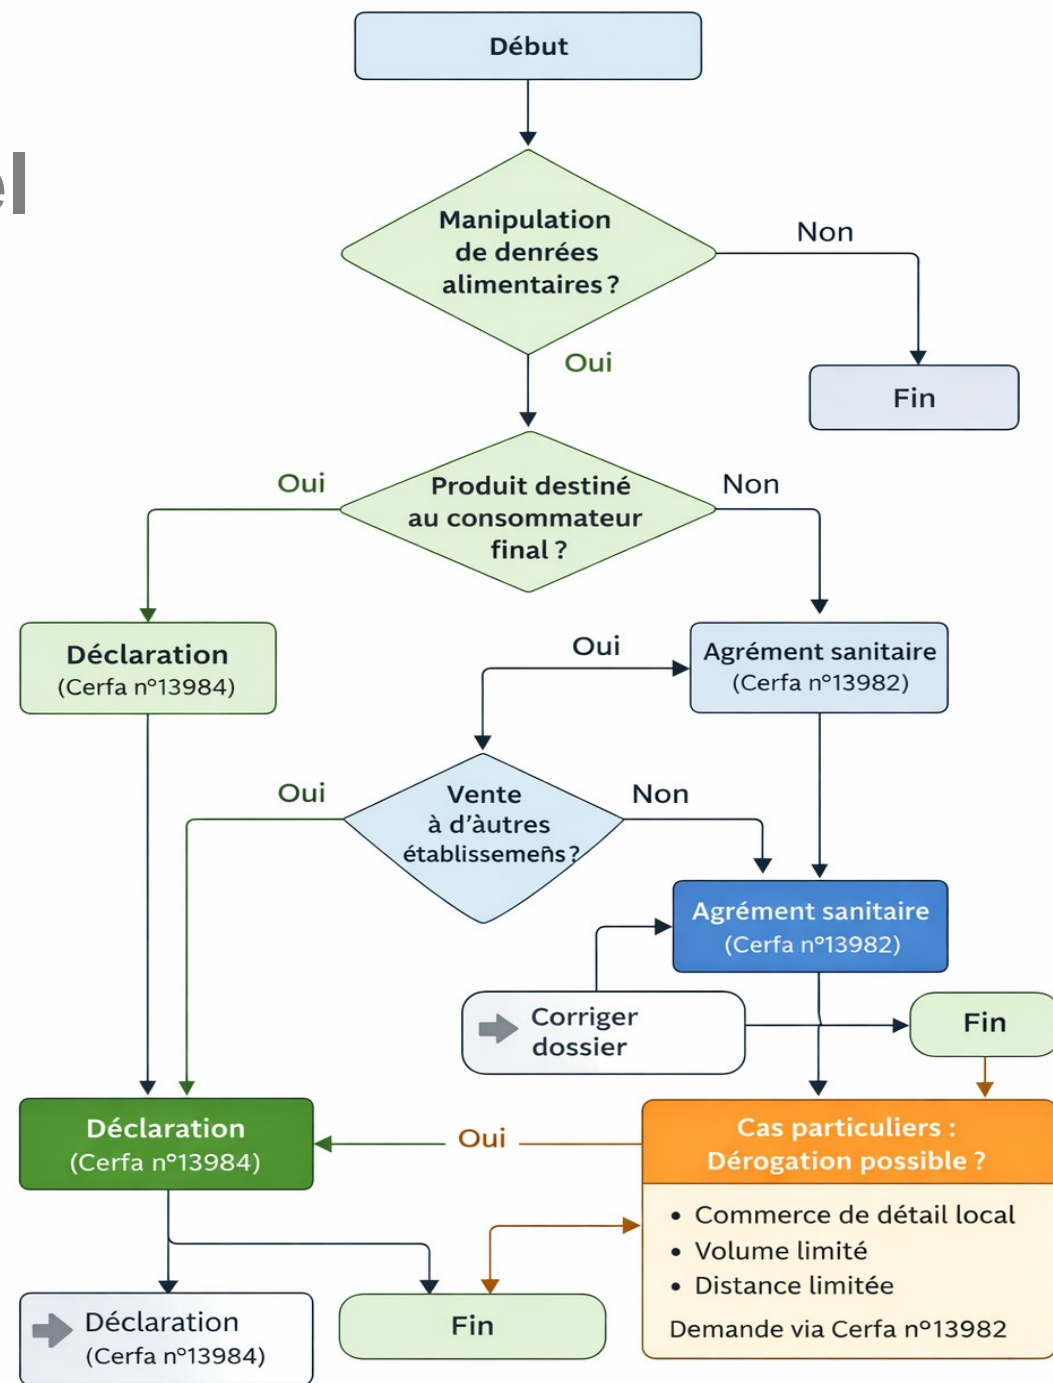 Début
el
Manipulation
de denrées
alimentaires ?
Non
Oui
Fin
Oui
Produit destiné
au consommateur
final ?
Non
Déclaration
(Cerfa n°13984)
Oui
Agrément sanitaire
(Cerfa n°13982)
Oui
Vente
à d'àutres
établissemeñs?
Non
Agrément sanitaire
(Cerfa n°13982)
Corriger
dossier
Fin
Déclaration
(Cerfa n°13984)
Oui
Cas particuliers :
Dérogation possible ?
• Commerce de détail local
• Volume limité
• Distance limitée
Demande via Cerfa n°13982
Déclaration
(Cerfa n°13984)
Fin